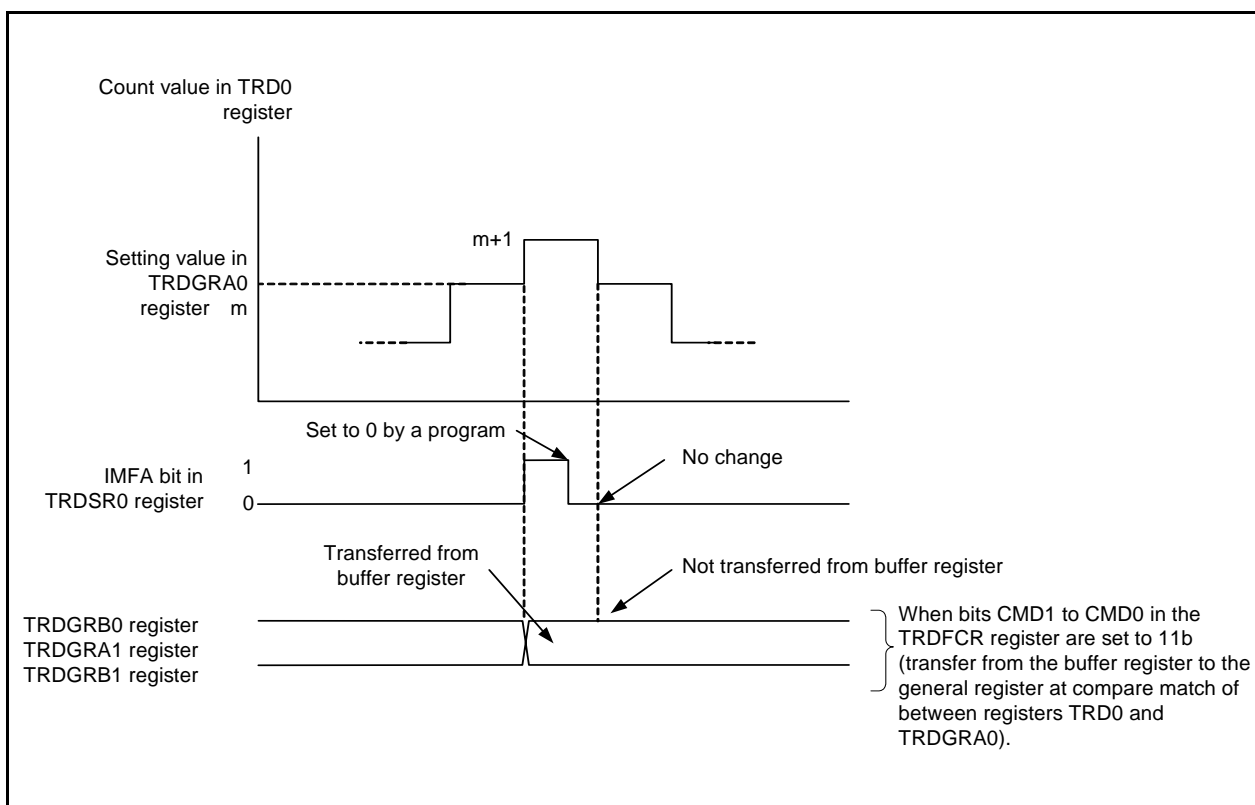 Count value in TRD0
register
m+1
Setting value in
TRDGRA0
register m
Set to 0 by a program
No change
IMFA bit in
TRDSR0 register
1
0
Transferred from
buffer register
Not transferred from buffer register
TRDGRB0 register
TRDGRA1 register
TRDGRB1 register
When bits CMD1 to CMD0 in the
TRDFCR register are set to 11b
(transfer from the buffer register to the
general register at compare match of
between registers TRD0 and
TRDGRA0).